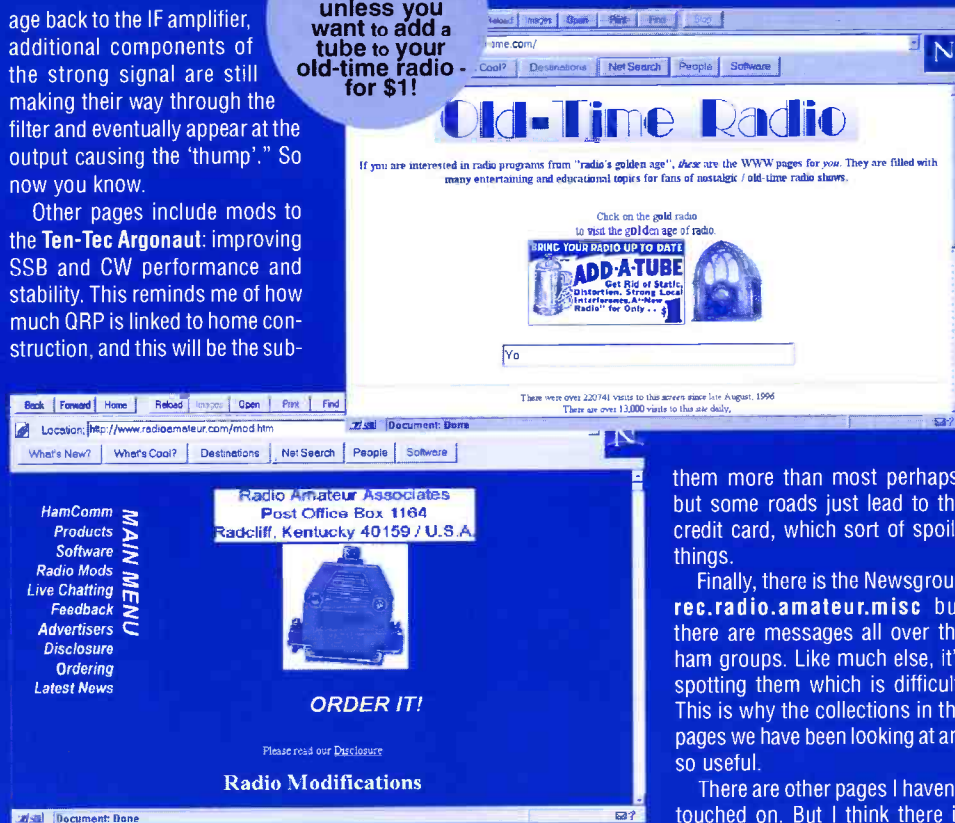 age back to the IF amplifier,
additional components of
the strong signal are still
making their way through the
filter and eventually appear at the
output causing the 'thump'." So
now you know.
Other pages include mods to
the Ten-Tec Argonaut: improving
SSB and CW performance and
stability. This reminds me of how
much QRP is linked to home con-
struction, and this will be the sub-
unless you
want to add a
tube to your
old-time radio -
for $1!
Reload Images Open Print Find Stop
ime.com/
Cool? Destinations Net Search People Software
N
Old-Time Radio
If you are interested in radio programs from "radio's golden age", these are the WWW pages for you. They are filled with
many entertaining and educational topics for fans of nostalgic / old-time radio shows.
Click on the gold radio
to visit the golden age of radio.
BRING YOUR RADIO UP TO DATE
ADD-A-TUBE
Get Rid of Static,
Distortion, Strong Local
Interference. A "New
Radio" for Only .. $1
Yo
There were over 220741 visits to this screen since late August, 1996
There are over 13,000 visits to this site daily,
Document: Done
Back Forward Home Reload Images Open Print Find
Location: http://www.radioamateur.com/mod.htm
What's New? What's Cool? Destinations Net Search People Software
N
MAIN MENU
HamComm
Products
Software
Radio Mods
Live Chatting
Feedback
Advertisers
Disclosure
Ordering
Latest News
Radio Amateur Associates
Post Office Box 1164
Radcliff, Kentucky 40159 / U.S.A.
ORDER IT!
Please read our Disclosure
Radio Modifications
Document: Done
them more than most perhaps
but some roads just lead to
credit card, which sort of
things.
Finally, there is the
rec.radio.amateur.misc
there are messages all over
ham groups. Like much else, it'
spotting them which is
This is why the collections in
pages we have been looking at
so useful.
There are other pages I
touched on. But I think there